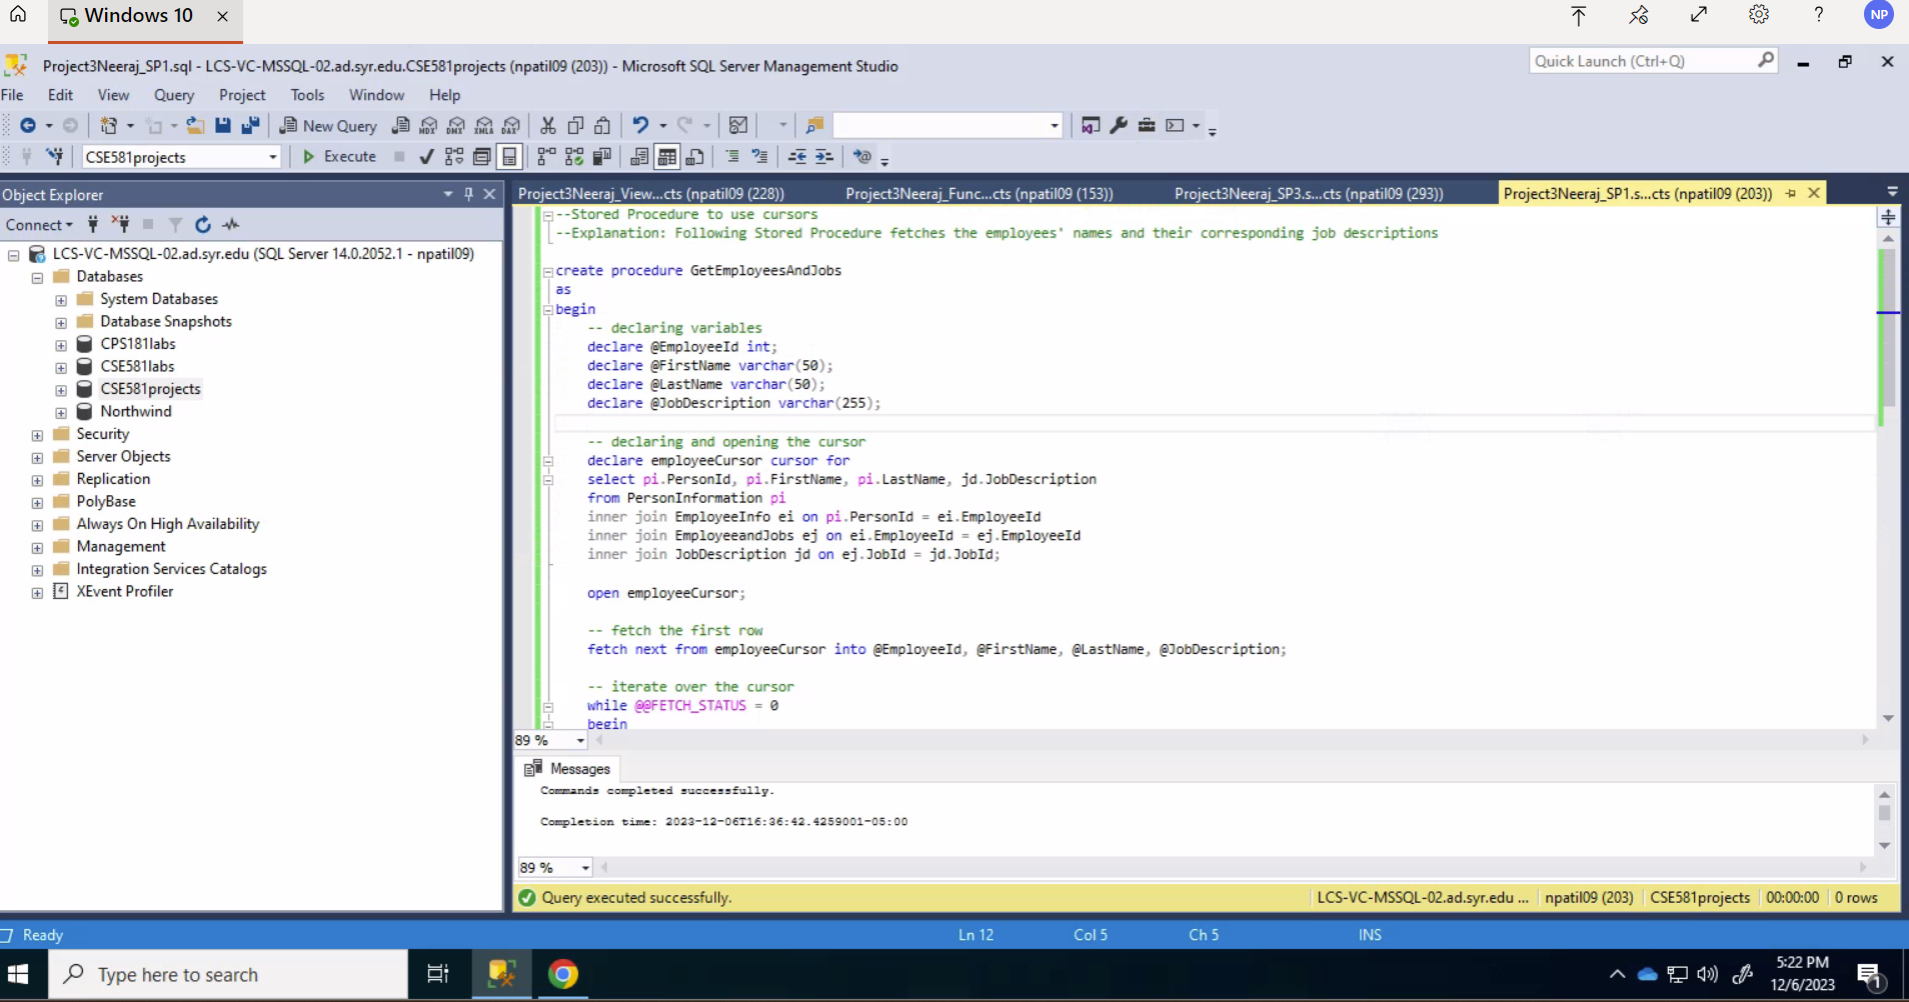 Windows 10
NP
Project3Neeraj_SP1.sql - LCS-VC-MSSQL-02.ad.syr.edu.CSE581projects (npatil09 (203)) - Microsoft SQL Server Management Studio
Quick Launch (Ctrl+Q)
File Edit View Query Project Tools Window Help
New Query MDX DMX XMLA DAX
CSE581projects Execute
Object Explorer
Project3Neeraj_View...cts (npatil09 (228)) Project3Neeraj_Func...cts (npatil09 (153)) Project3Neeraj_SP3.s...cts (npatil09 (293)) Project3Neeraj_SP1.s...cts (npatil09 (203))
Connect
LCS-VC-MSSQL-02.ad.syr.edu (SQL Server 14.0.2052.1 - npatil09)
Databases
System Databases
Database Snapshots
CPS181labs
CSE581labs
CSE581projects
Northwind
Security
Server Objects
Replication
PolyBase
Always On High Availability
Management
Integration Services Catalogs
XEvent Profiler
--Stored Procedure to use cursors
--Explanation: Following Stored Procedure fetches the employees' names and their corresponding job descriptions
create procedure GetEmployeesAndJobs
as
begin
-- declaring variables
declare @EmployeeId int;
declare @FirstName varchar(50);
declare @LastName varchar(50);
declare @JobDescription varchar(255);
-- declaring and opening the cursor
declare employeeCursor cursor for
select pi.PersonId, pi.FirstName, pi.LastName, jd.JobDescription
from PersonInformation pi
inner join EmployeeInfo ei on pi.PersonId = ei.EmployeeId
inner join EmployeeandJobs ej on ei.EmployeeId = ej.EmployeeId
inner join JobDescription jd on ej.JobId = jd.JobId;
open employeeCursor;
-- fetch the first row
fetch next from employeeCursor into @EmployeeId, @FirstName, @LastName, @JobDescription;
-- iterate over the cursor
while @@FETCH_STATUS = 0
begin
89 %
Messages
Commands completed successfully.
Completion time: 2023-12-06T16:36:42.4259001-05:00
89 %
Query executed successfully. LCS-VC-MSSQL-02.ad.syr.edu ... npatil09 (203) CSE581projects 00:00:00 0 rows
Ready Ln 12 Col 5 Ch 5 INS
Type here to search
5:22 PM
12/6/2023
1